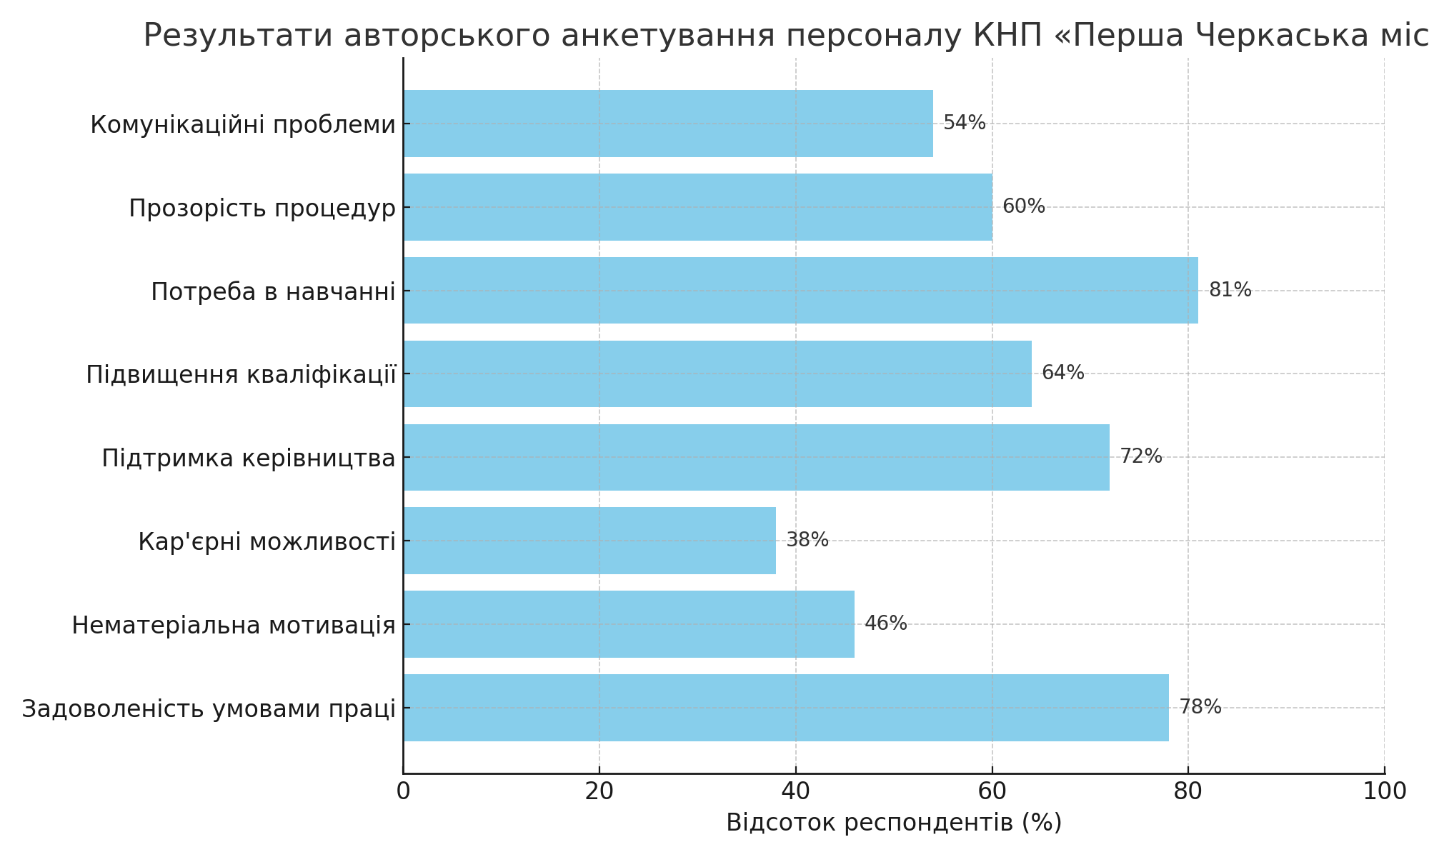 Результати авторського анкетування персоналу КНП «Перша Черкаська міс
Комунікаційні проблеми 54%
Прозорість процедур 60%
Потреба в навчанні 81%
Підвищення кваліфікації 64%
Підтримка керівництва 72%
Кар'єрні можливості 38%
Нематеріальна мотивація 46%
Задоволеність умовами праці 78%
0 20 40 60 80 100
Відсоток респондентів (%)